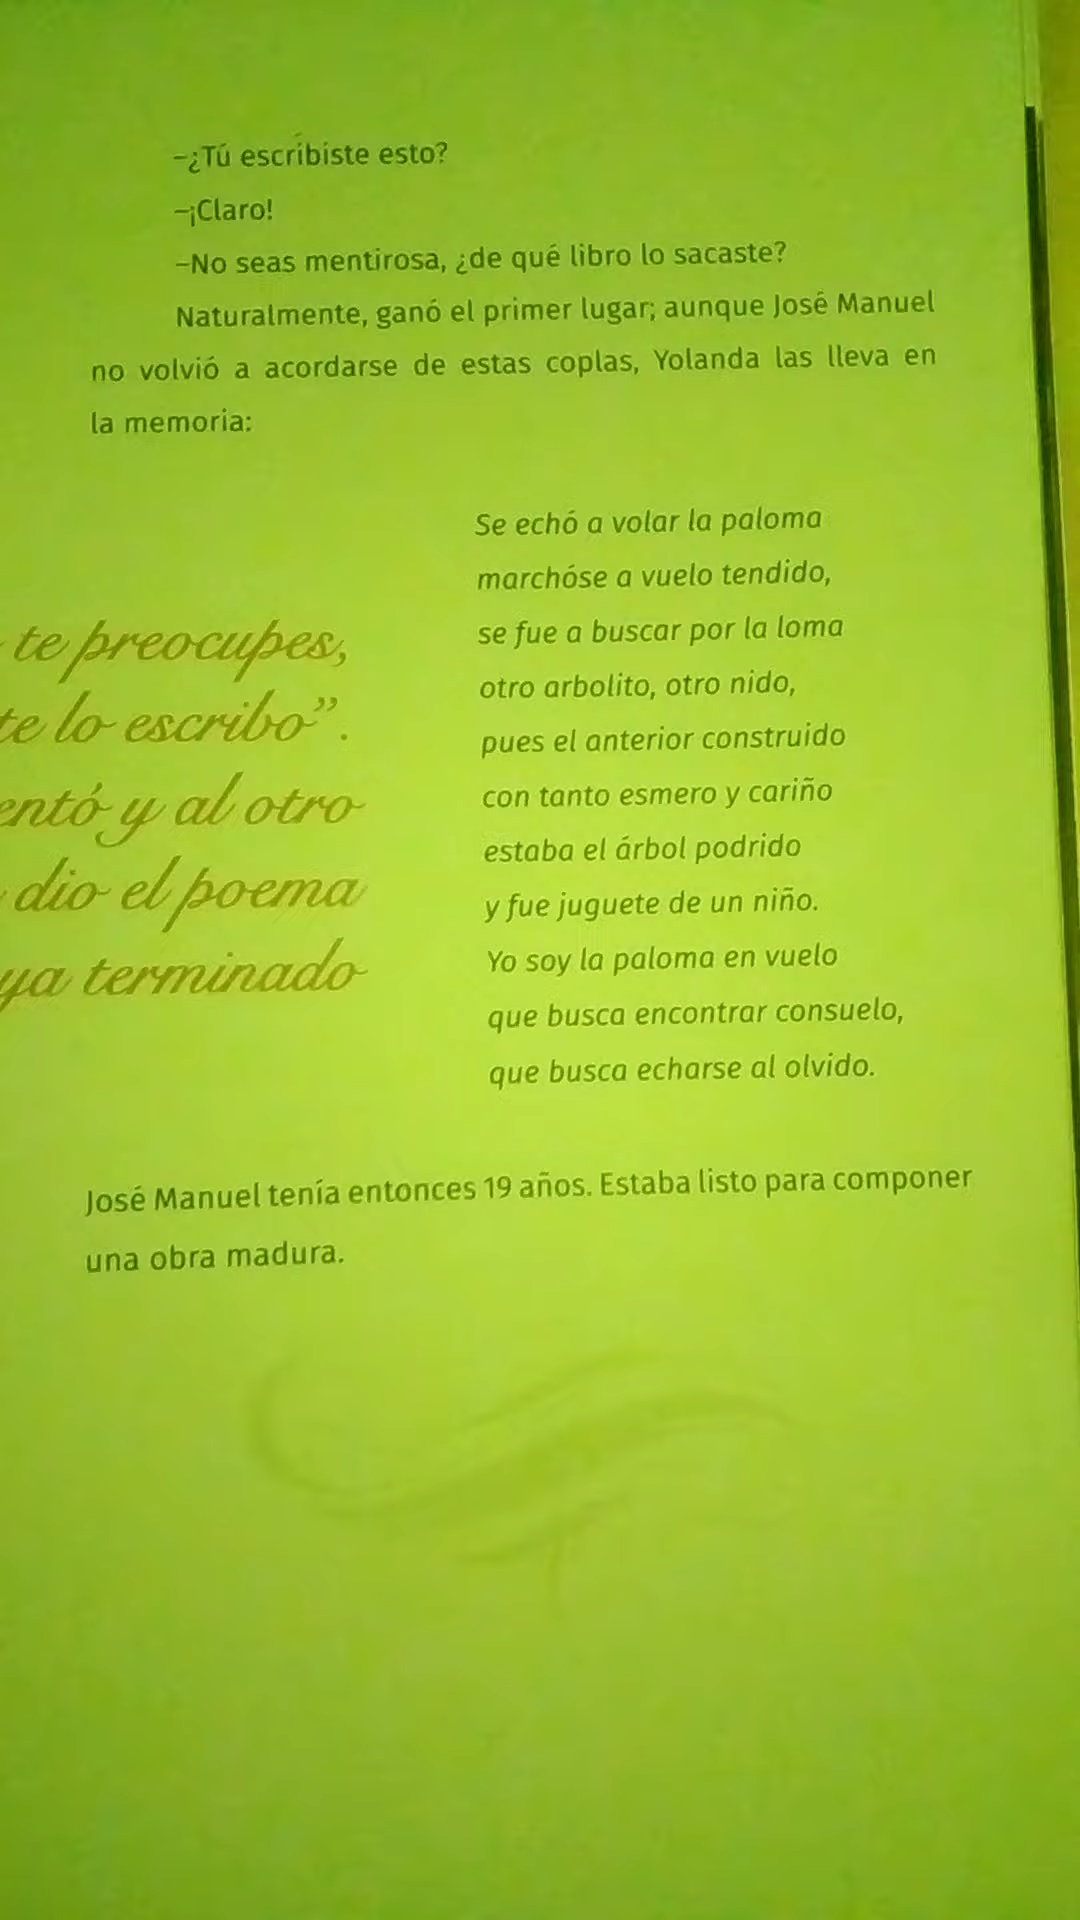 –¿Tú escribiste esto?
–¡Claro!
–No seas mentirosa, ¿de qué libro lo sacaste?
Naturalmente, ganó el primer lugar; aunque José Manuel
no volvió a acordarse de estas coplas, Yolanda las lleva en
la memoria:
te preocupes,
te lo escribo”.
y al otro
dio el poema
ya terminado
Se echó a volar la paloma
marchóse a vuelo tendido,
se fue a buscar por la loma
otro arbolito, otro nido,
pues el anterior construido
con tanto esmero y cariño
estaba el árbol podrido
y fue juguete de un niño.
Yo soy la paloma en vuelo
que busca encontrar consuelo,
que busca echarse al olvido.
José Manuel tenía entonces 19 años. Estaba listo para componer
una obra madura.